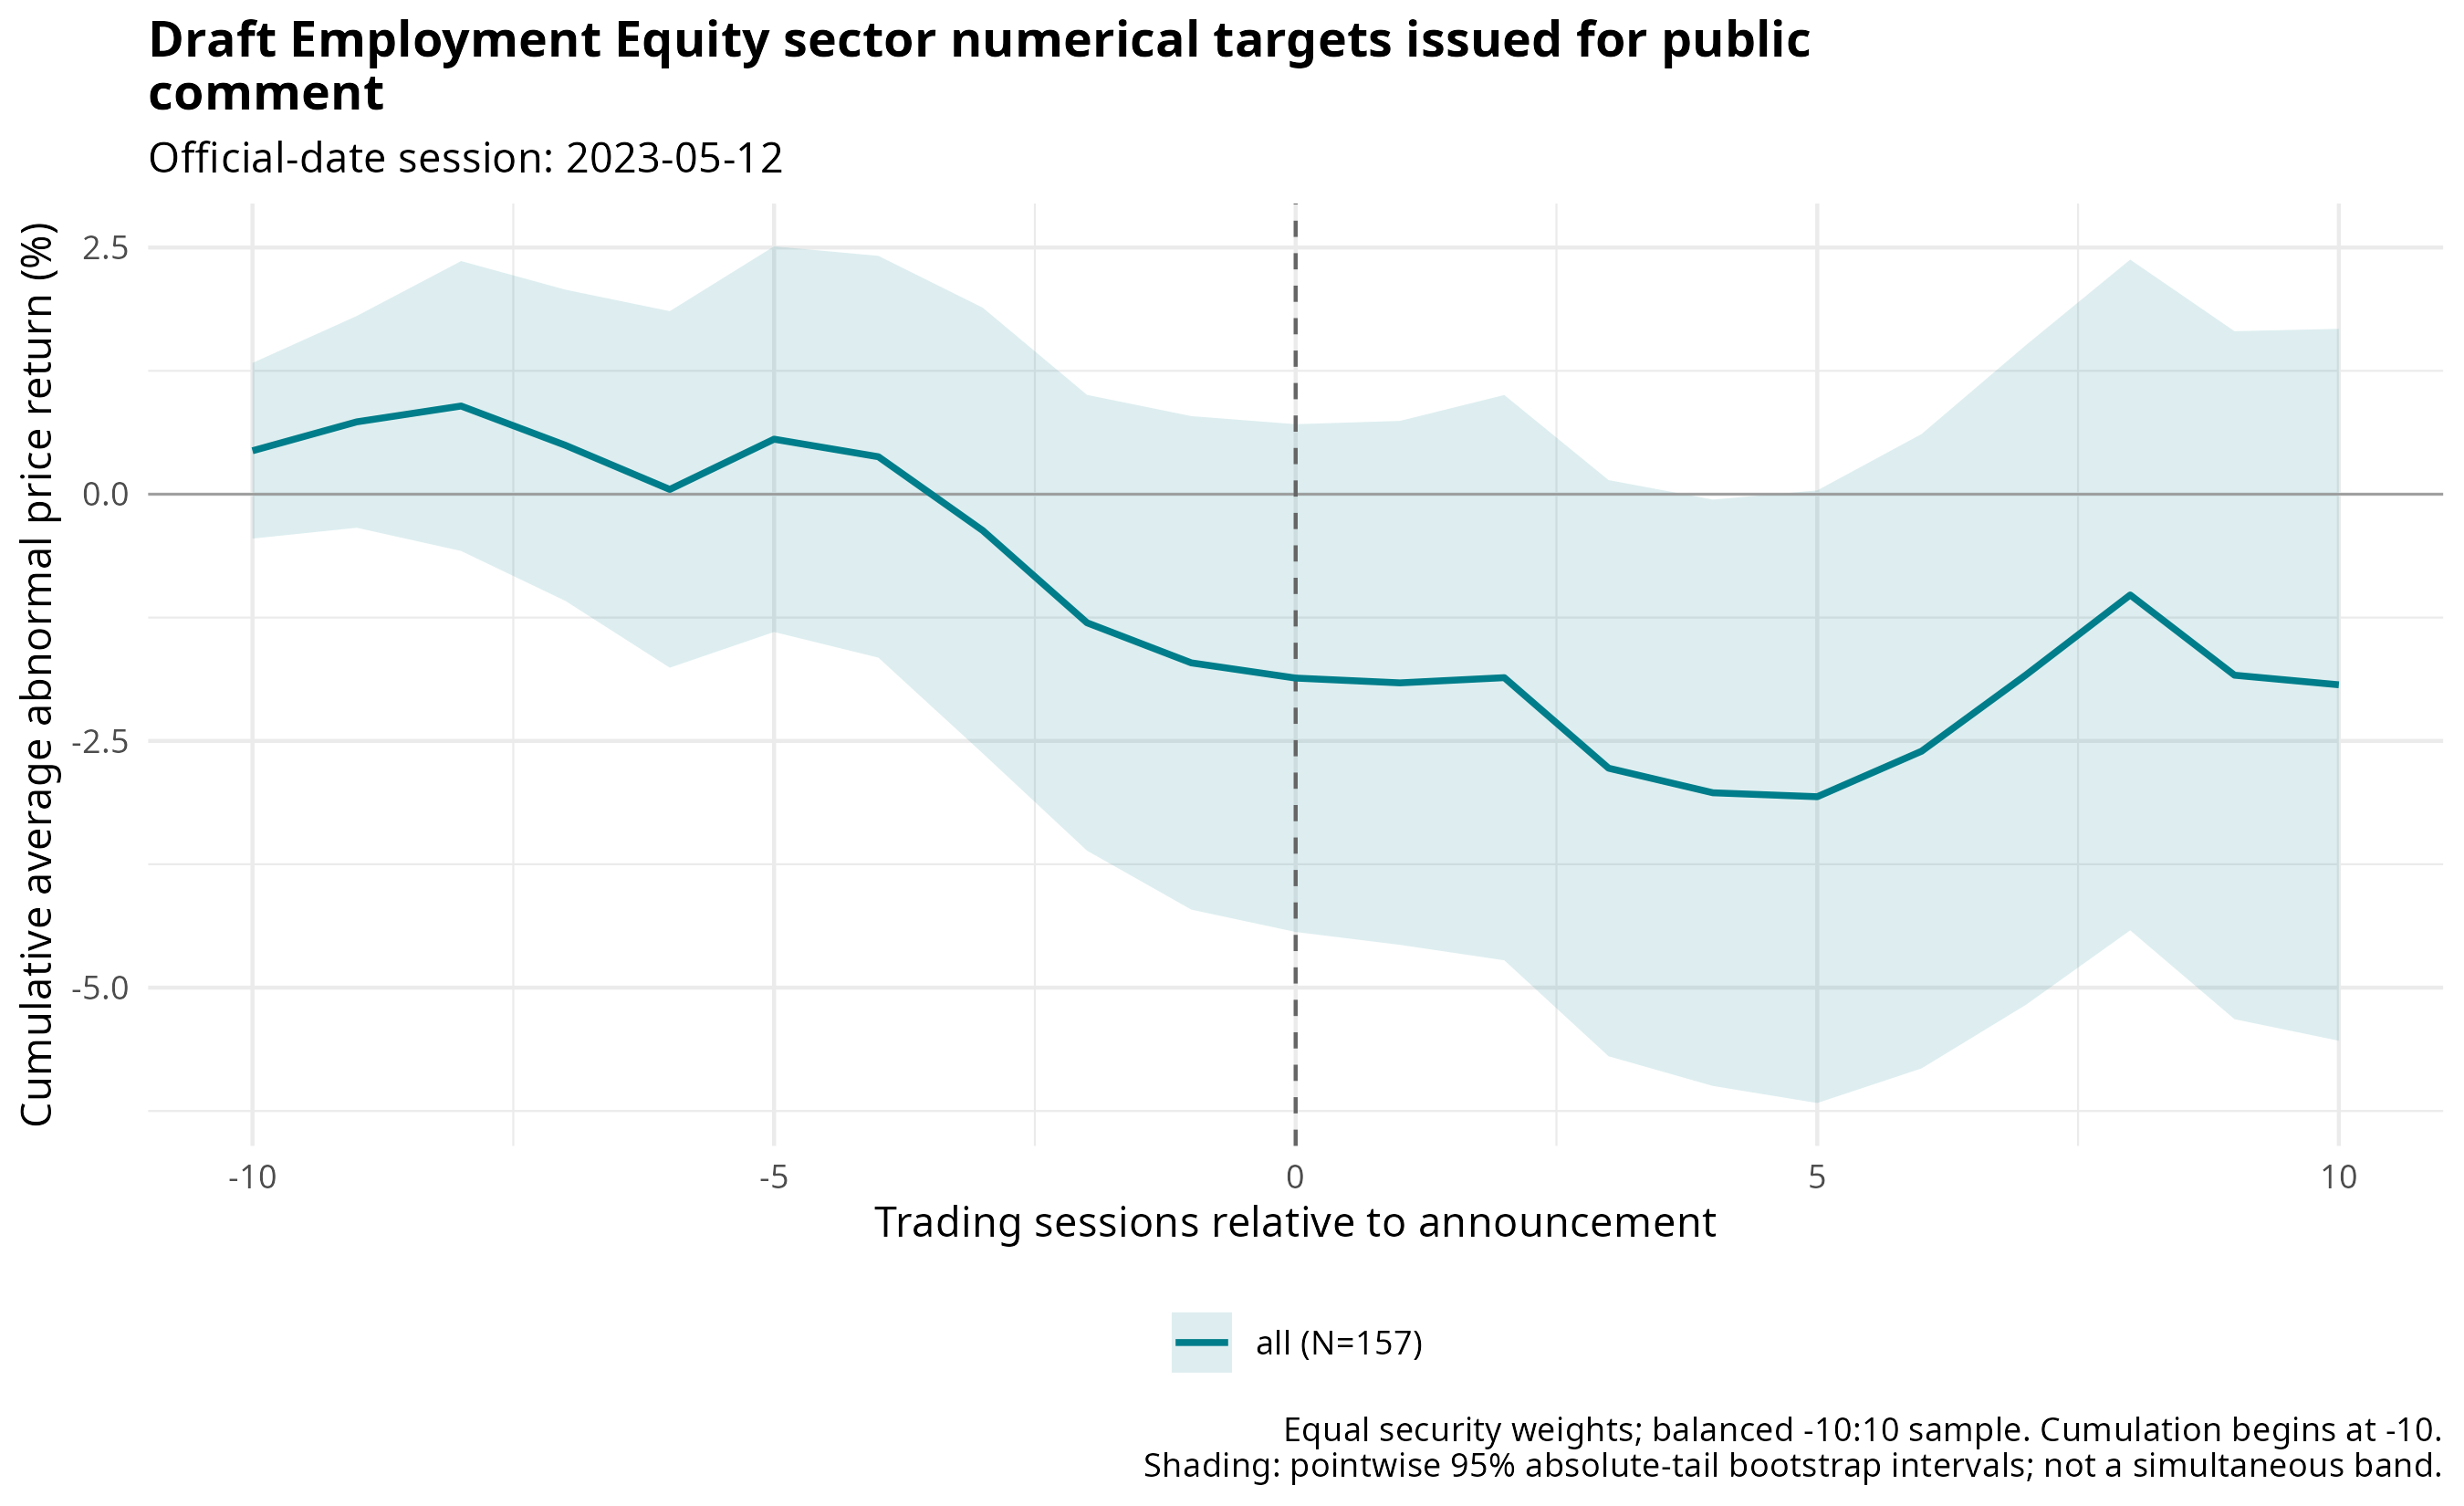 Draft Employment Equity sector numerical targets issued for public
comment
Official-date session: 2023-05-12
Cumulative average abnormal price return (%)
2.5
0.0
-2.5
-5.0
-10
-5
0
5
10
Trading sessions relative to announcement
all (N=157)
Equal security weights; balanced -10:10 sample. Cumulation begins at -10.
Shading: pointwise 95% absolute-tail bootstrap intervals; not a simultaneous band.